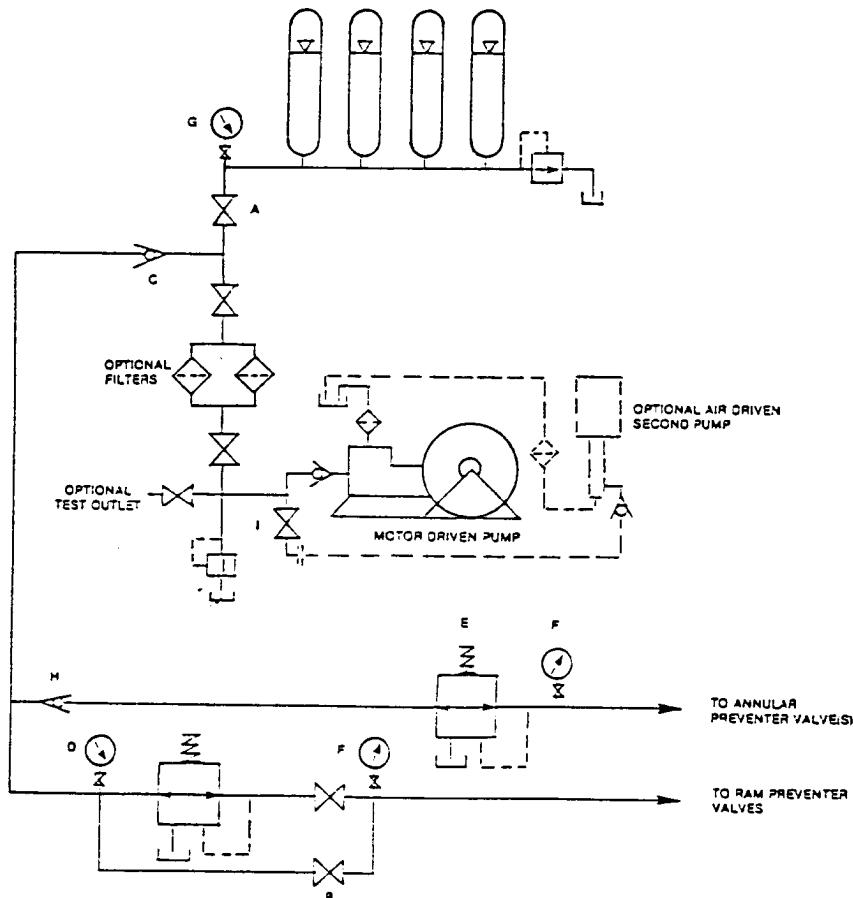 G
A
C
OPTIONAL
FILTERS
OPTIONAL AIR DRIVEN
SECOND PUMP
OPTIONAL
TEST OUTLET
I
MOTOR DRIVEN PUMP
E
F
H
TO ANNULAR
PREVENTER VALVE(S)
D
F
TO RAM PREVENTER
VALVES